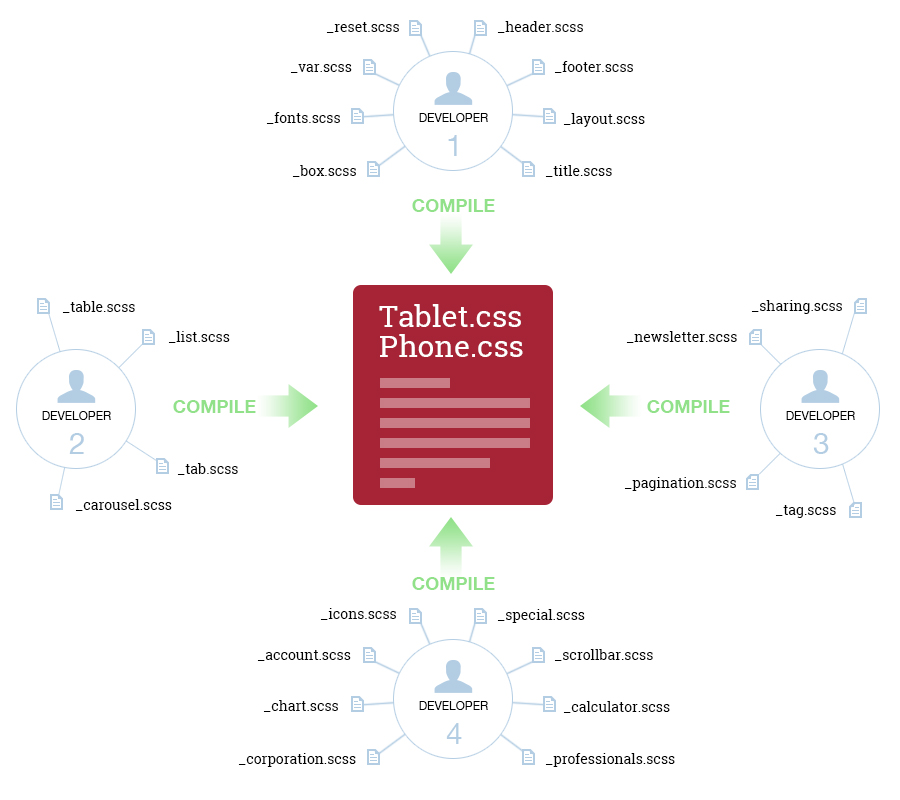 _reset.scss
_header.scss
_var.scss
_footer.scss
_fonts.scss
_layout.scss
_box.scss
_title.scss
DEVELOPER
1
COMPILE
_table.scss
_list.scss
DEVELOPER
2
_tab.scss
_carousel.scss
COMPILE
Tablet.css
Phone.css
COMPILE
_sharing.scss
_newsletter.scss
DEVELOPER
3
_pagination.scss
_tag.scss
COMPILE
_icons.scss
_special.scss
_account.scss
_scrollbar.scss
_chart.scss
_calculator.scss
_corporation.scss
_professionals.scss
DEVELOPER
4